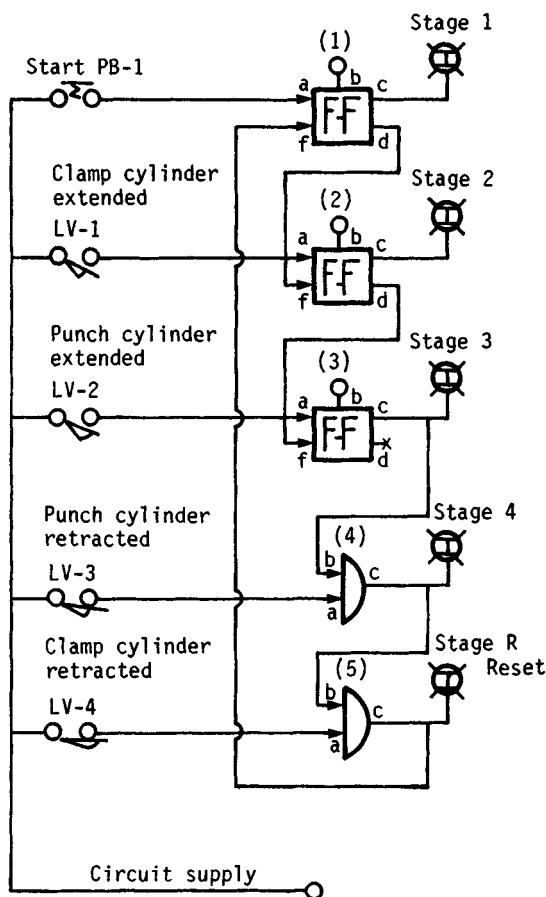 Stage 1
(1)
Start PB-1
a
b
c
FF
f
d
Clamp cylinder
extended
LV-1
Stage 2
(2)
a
b
c
FF
f
d
Punch cylinder
extended
LV-2
Stage 3
(3)
a
b
c
FF
f
d
Punch cylinder
retracted
LV-3
Stage 4
(4)
b
c
a
Clamp cylinder
retracted
LV-4
Stage R
Reset
(5)
b
c
a
Circuit supply